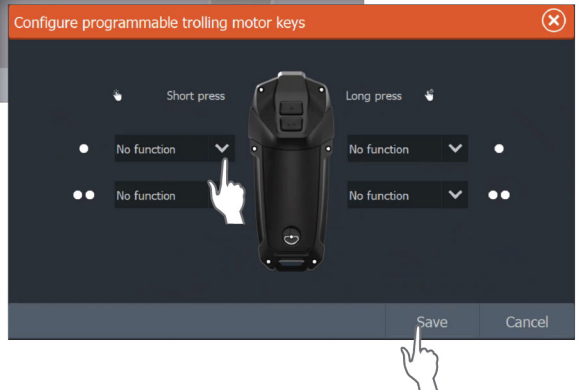 Configure programmable trolling motor keys
Short press
Long press
No function
No function
No function
No function
Save
Cancel